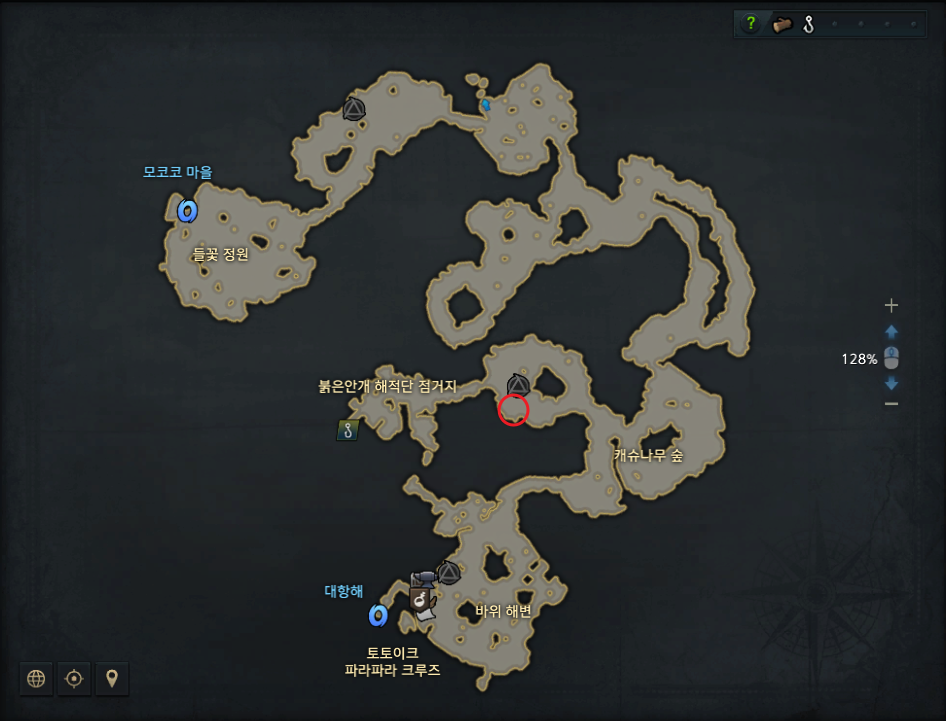 ?
모코코 마을
들꽃 정원
128%
붉은안개 해적단 점거지
캐슈나무 숲
대항해
바위 해변
토토이크
파라파라 크루즈